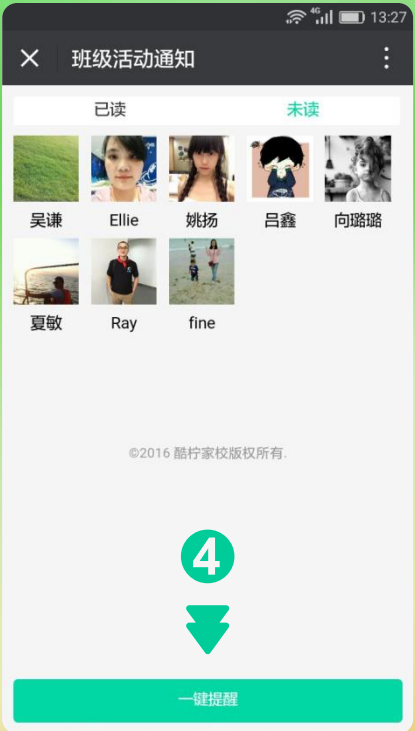 4G 13:27
班级活动通知
已读 未读
吴谦 Ellie 姚扬 吕鑫 向璐璐
夏敏 Ray fine
©2016 酷柠家校版权所有.
4
一键提醒